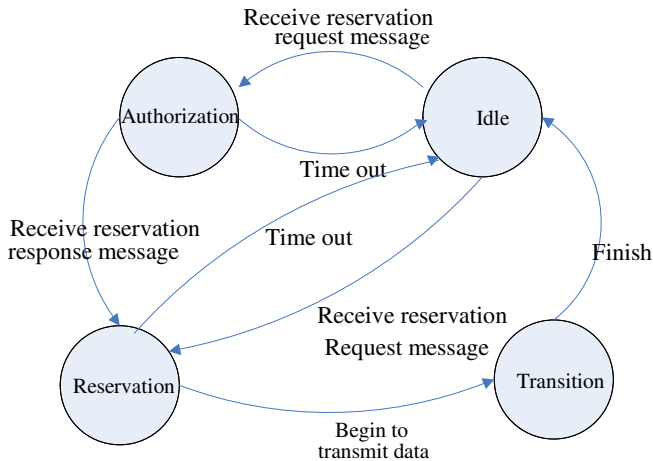 Receive reservation
request message
Authorization
Idle
Time out
Receive reservation
response message
Time out
Finish
Receive reservation
Request message
Reservation
Transition
Begin to
transmit data